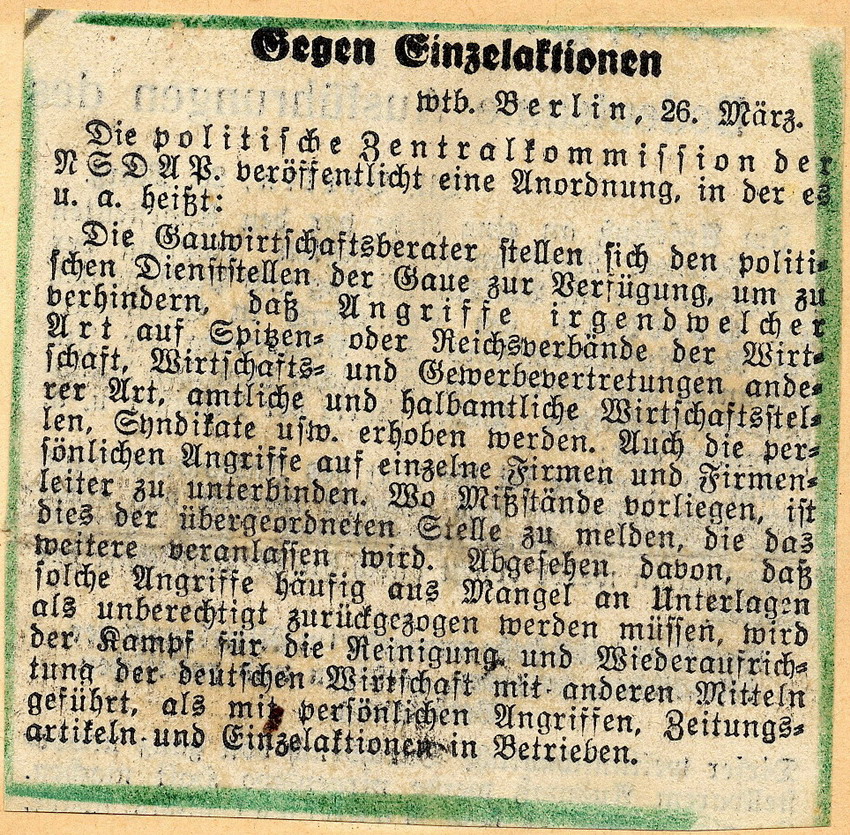 Gegen Einzelaktionen
wtb. Berlin, 26. März.
Die politische Zentralkommission der
NSDAP. veröffentlicht eine Anordnung, in der es
u. a. heißt:
Die Gauwirtschaftsberater stellen sich den politi-
schen Dienststellen der Gaue zur Verfügung, um zu
verhindern, daß Angriffe irgendwelcher
Art auf Spitzen- oder Reichsverbände der Wirt-
schaft, Wirtschafts- und Gewerbevertretungen ande-
rer Art, amtliche und halbamtliche Wirtschaftsstel-
len, Syndikate usw. erhoben werden. Auch die per-
sönlichen Angriffe auf einzelne Firmen und Firmen-
leiter zu unterbinden. Wo Mißstände vorliegen, ist
dies der übergeordneten Stelle zu melden, die das
weitere veranlassen wird. Abgesehen davon, daß
solche Angriffe häufig aus Mangel an Unterlagen
als unberechtigt zurückgezogen werden müssen, wird
der Kampf für die Reinigung und Wiederaufrich-
tung der deutschen Wirtschaft mit anderen Mitteln
geführt, als mit persönlichen Angriffen, Zeitungs-
artikeln und Einzelaktionen in Betrieben.